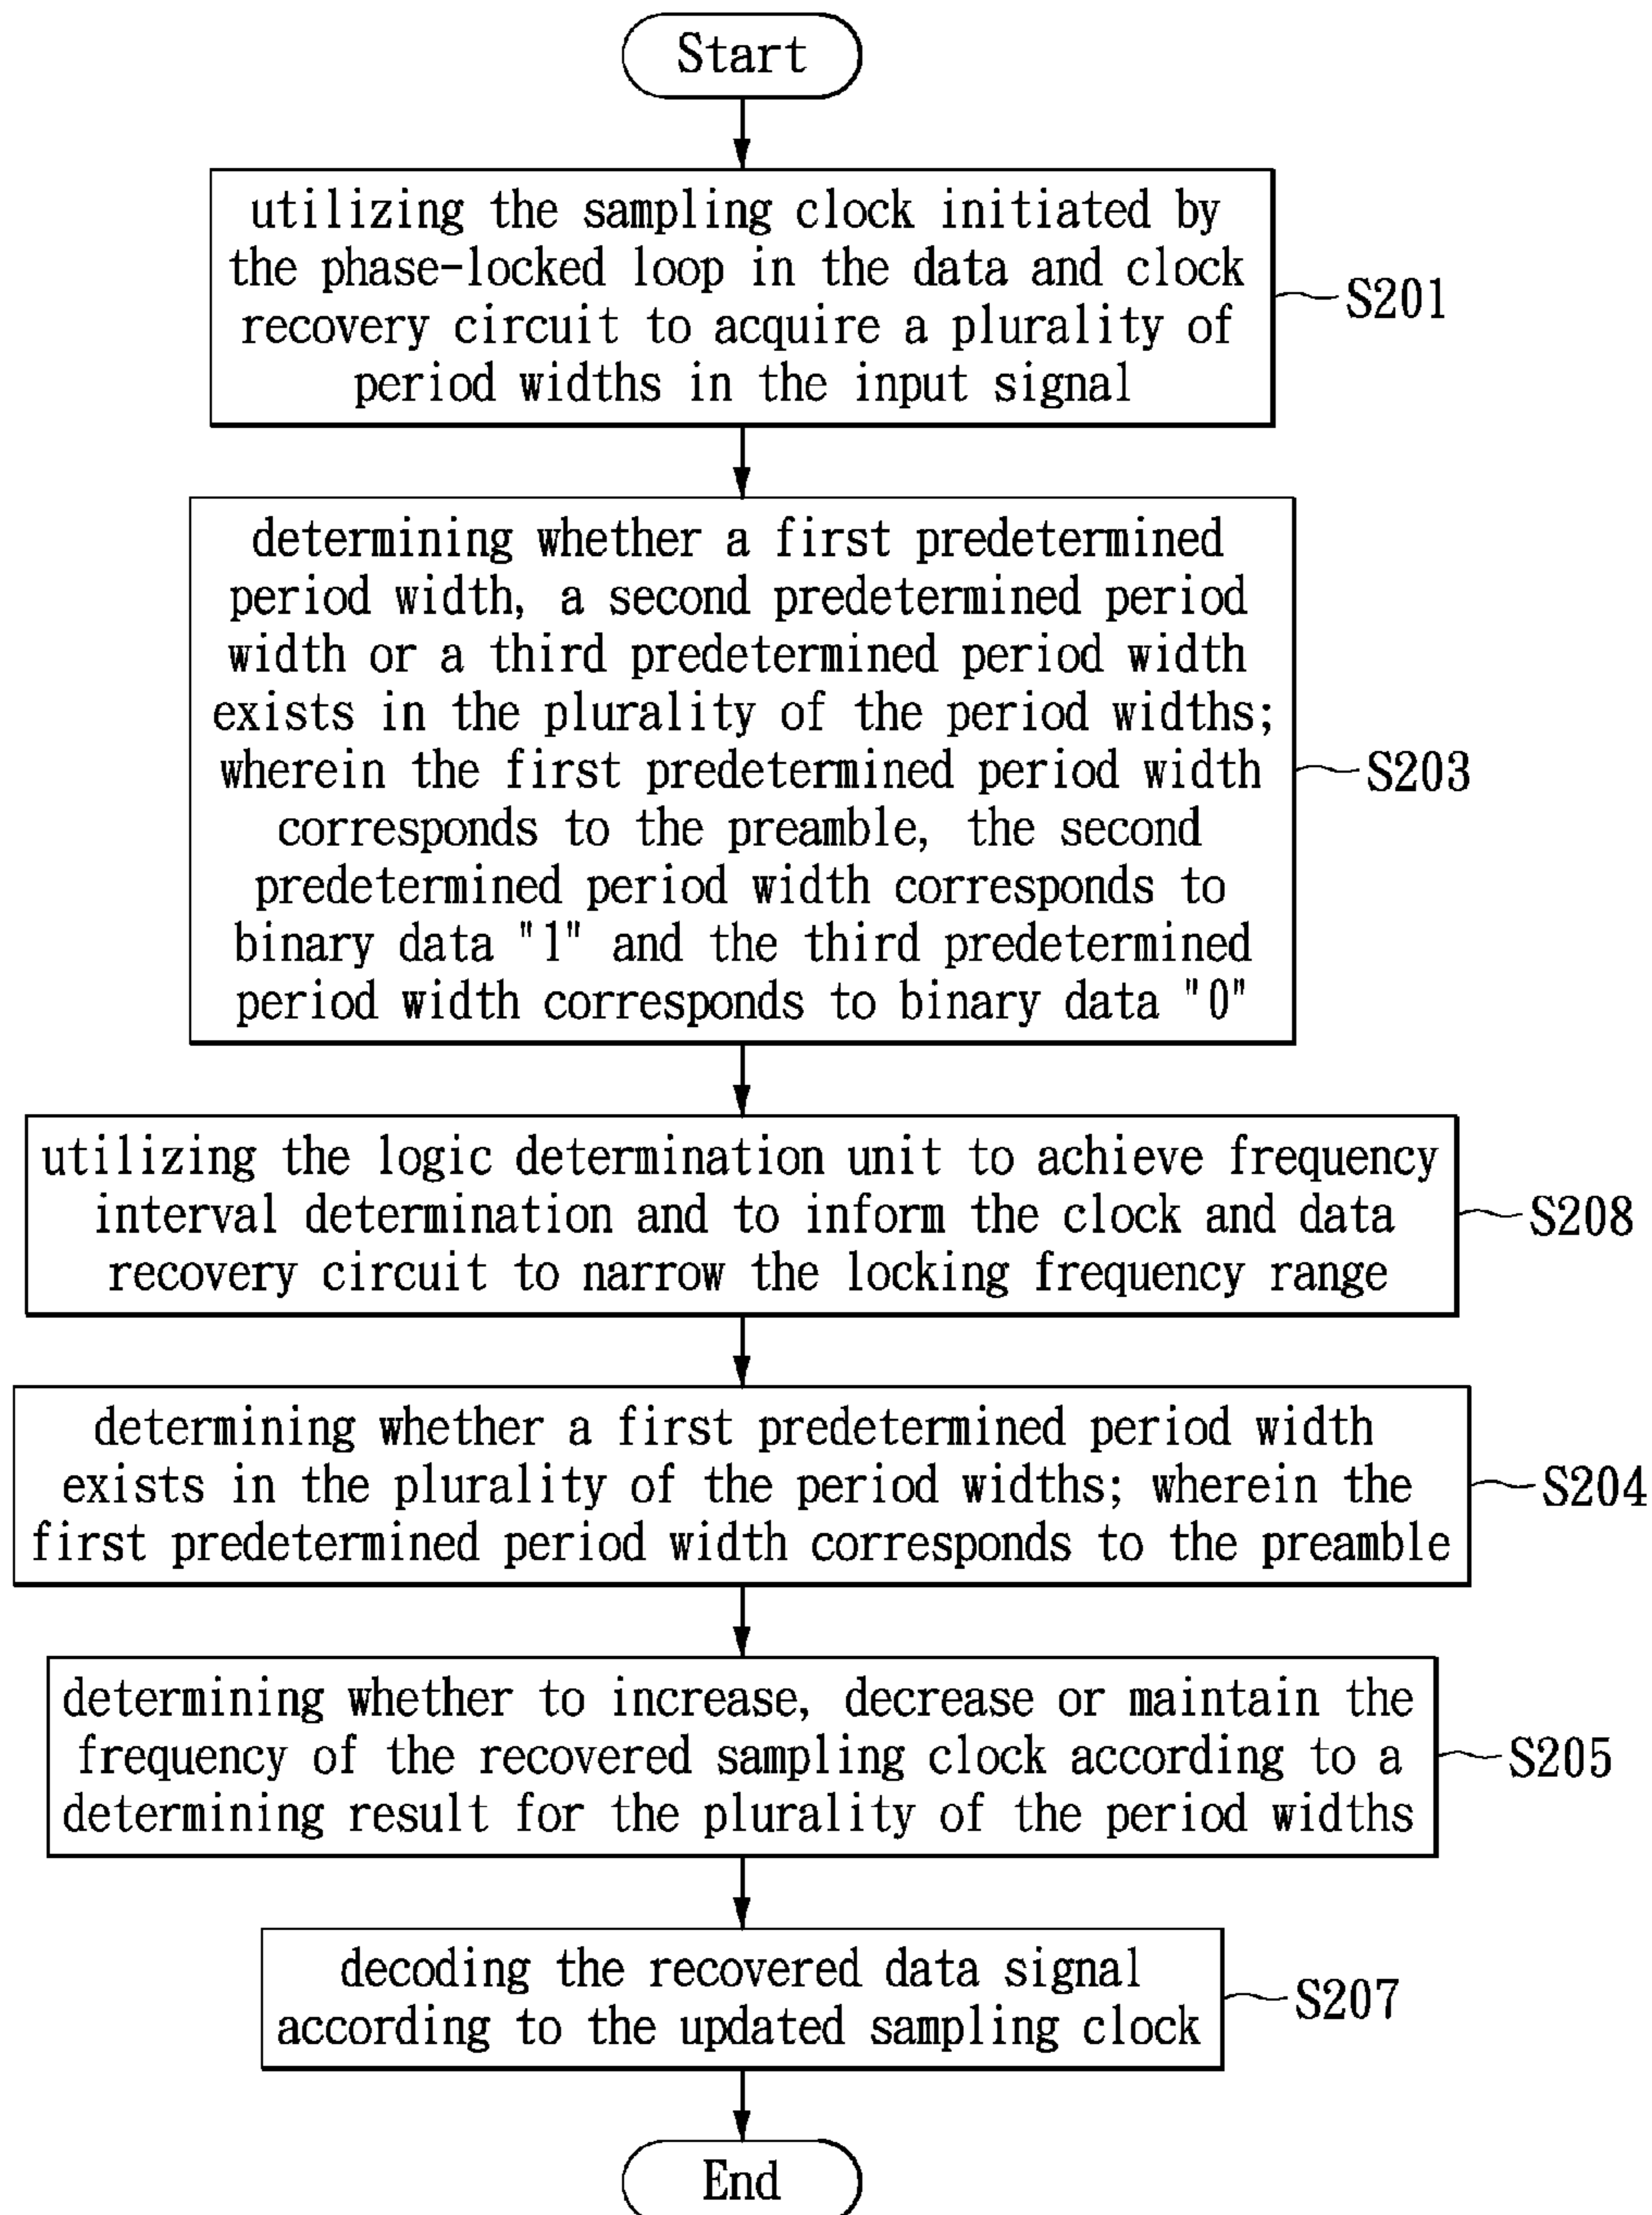 Start
utilizing the sampling clock initiated by
the phase-locked loop in the data and clock
recovery circuit to acquire a plurality of
period widths in the input signal
S201
determining whether a first predetermined
period width, a second predetermined period
width or a third predetermined period width
exists in the plurality of the period widths;
wherein the first predetermined period width
corresponds to the preamble, the second
predetermined period width corresponds to
binary data "1" and the third predetermined
period width corresponds to binary data "0"
S203
utilizing the logic determination unit to achieve frequency
interval determination and to inform the clock and data
recovery circuit to narrow the locking frequency range
S208
determining whether a first predetermined period width
exists in the plurality of the period widths; wherein the
first predetermined period width corresponds to the preamble
S204
determining whether to increase, decrease or maintain the
frequency of the recovered sampling clock according to a
determining result for the plurality of the period widths
S205
decoding the recovered data signal
according to the updated sampling clock
S207
End